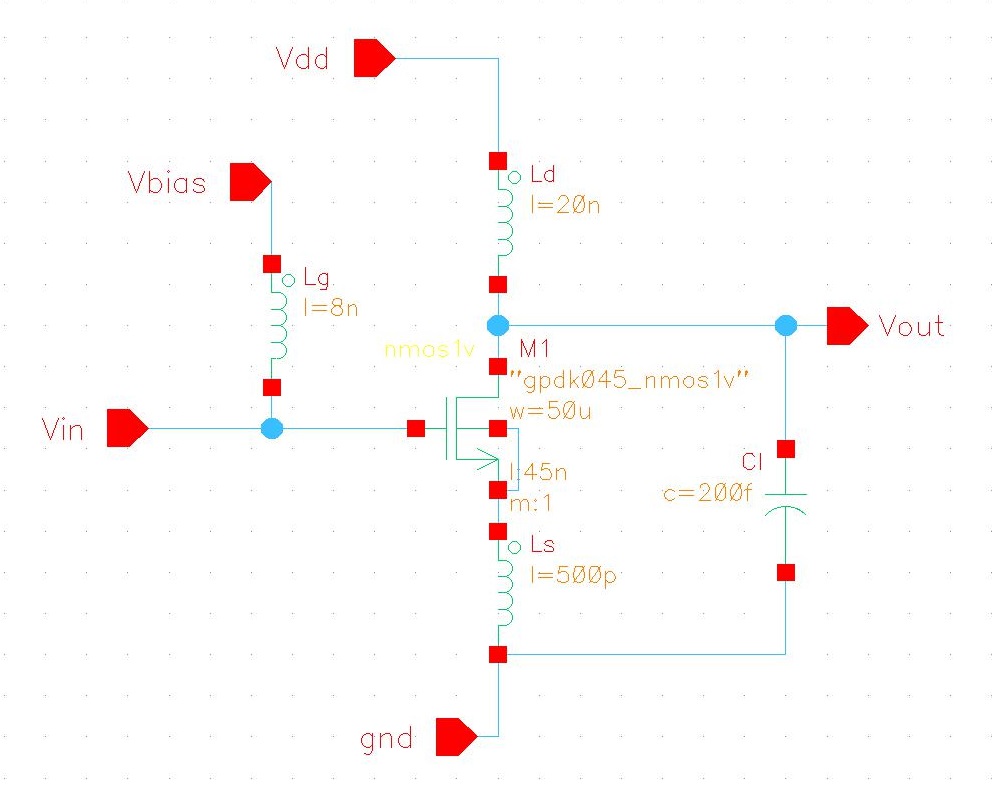 Vdd
Ld
l=20n
Vbias
Lg
l=8n
Vout
nmos1v
M1
"gpdk045_nmos1v"
w=50u
Vin
l:45n
m:1
Cl
c=200f
Ls
l=500p
gnd